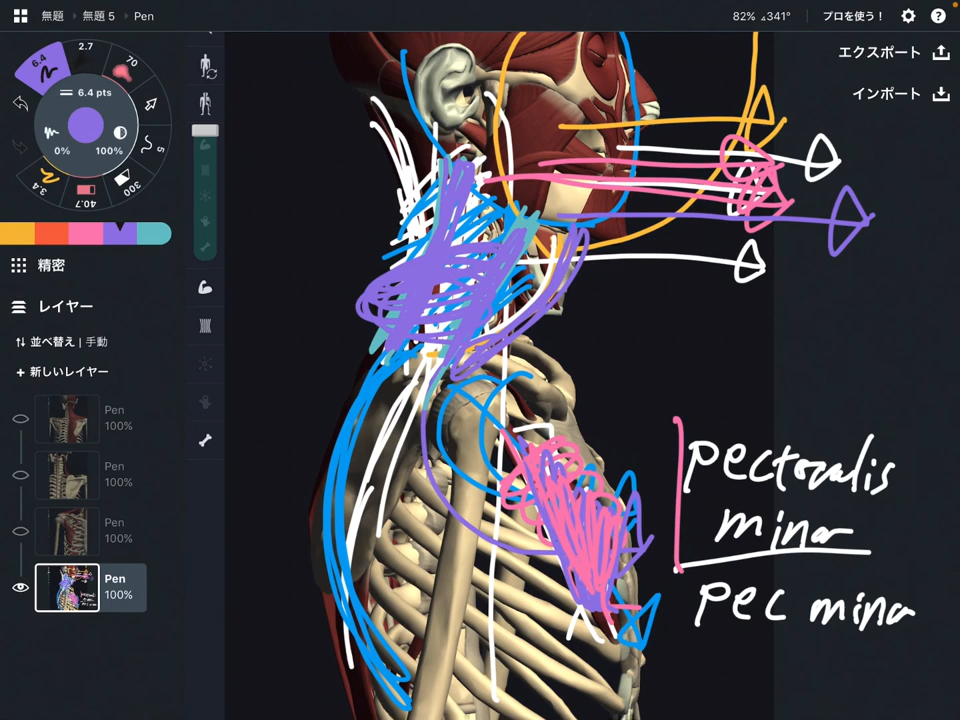 無題 › 無題 5 › Pen
82% ⊿341°
プロを使う！
エクスポート
インポート
2.7
70
6.4
6.4 pts
0%
100%
5
300
40.7
3.4
精密
レイヤー
並べ替え | 手動
+ 新しいレイヤー
Pen
100%
Pen
100%
Pen
100%
Pen
100%
pectoralis
minor
pec minor